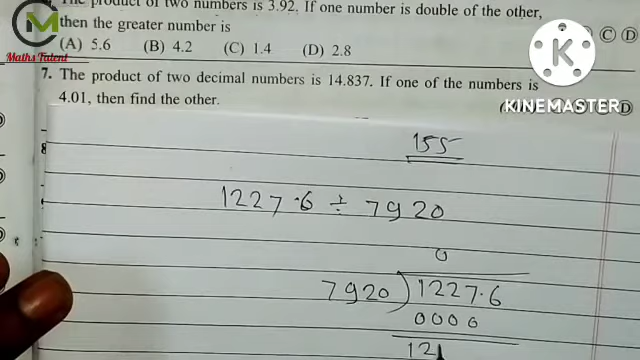 The product of two numbers is 3.92. If one number is double of the other,
then the greater number is
C D
(A) 5.6 (B) 4.2 (C) 1.4 (D) 2.8
Maths Talent
7. The product of two decimal numbers is 14.837. If one of the numbers is
4.01, then find the other.
K
KINEMASTER
D
8
155
1227.6 ÷ 7920
0
7920)1227.6
0000
12